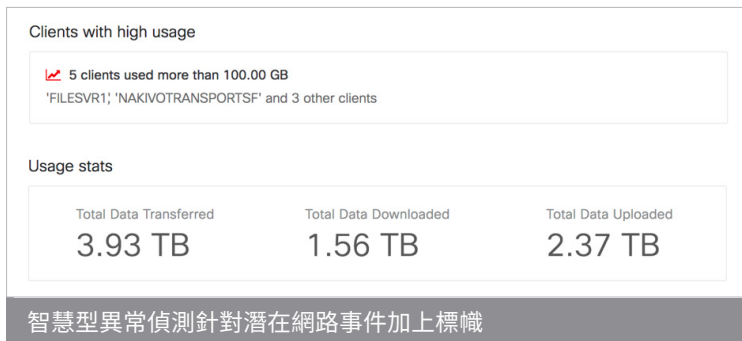 Clients with high usage
5 clients used more than 100.00 GB
'FILESVR1', 'NAKIVOTRANSPORTSF' and 3 other clients
Usage stats
Total Data Transferred Total Data Downloaded Total Data Uploaded
3.93 TB 1.56 TB 2.37 TB
智慧型異常偵測針對潛在網路事件加上標幟